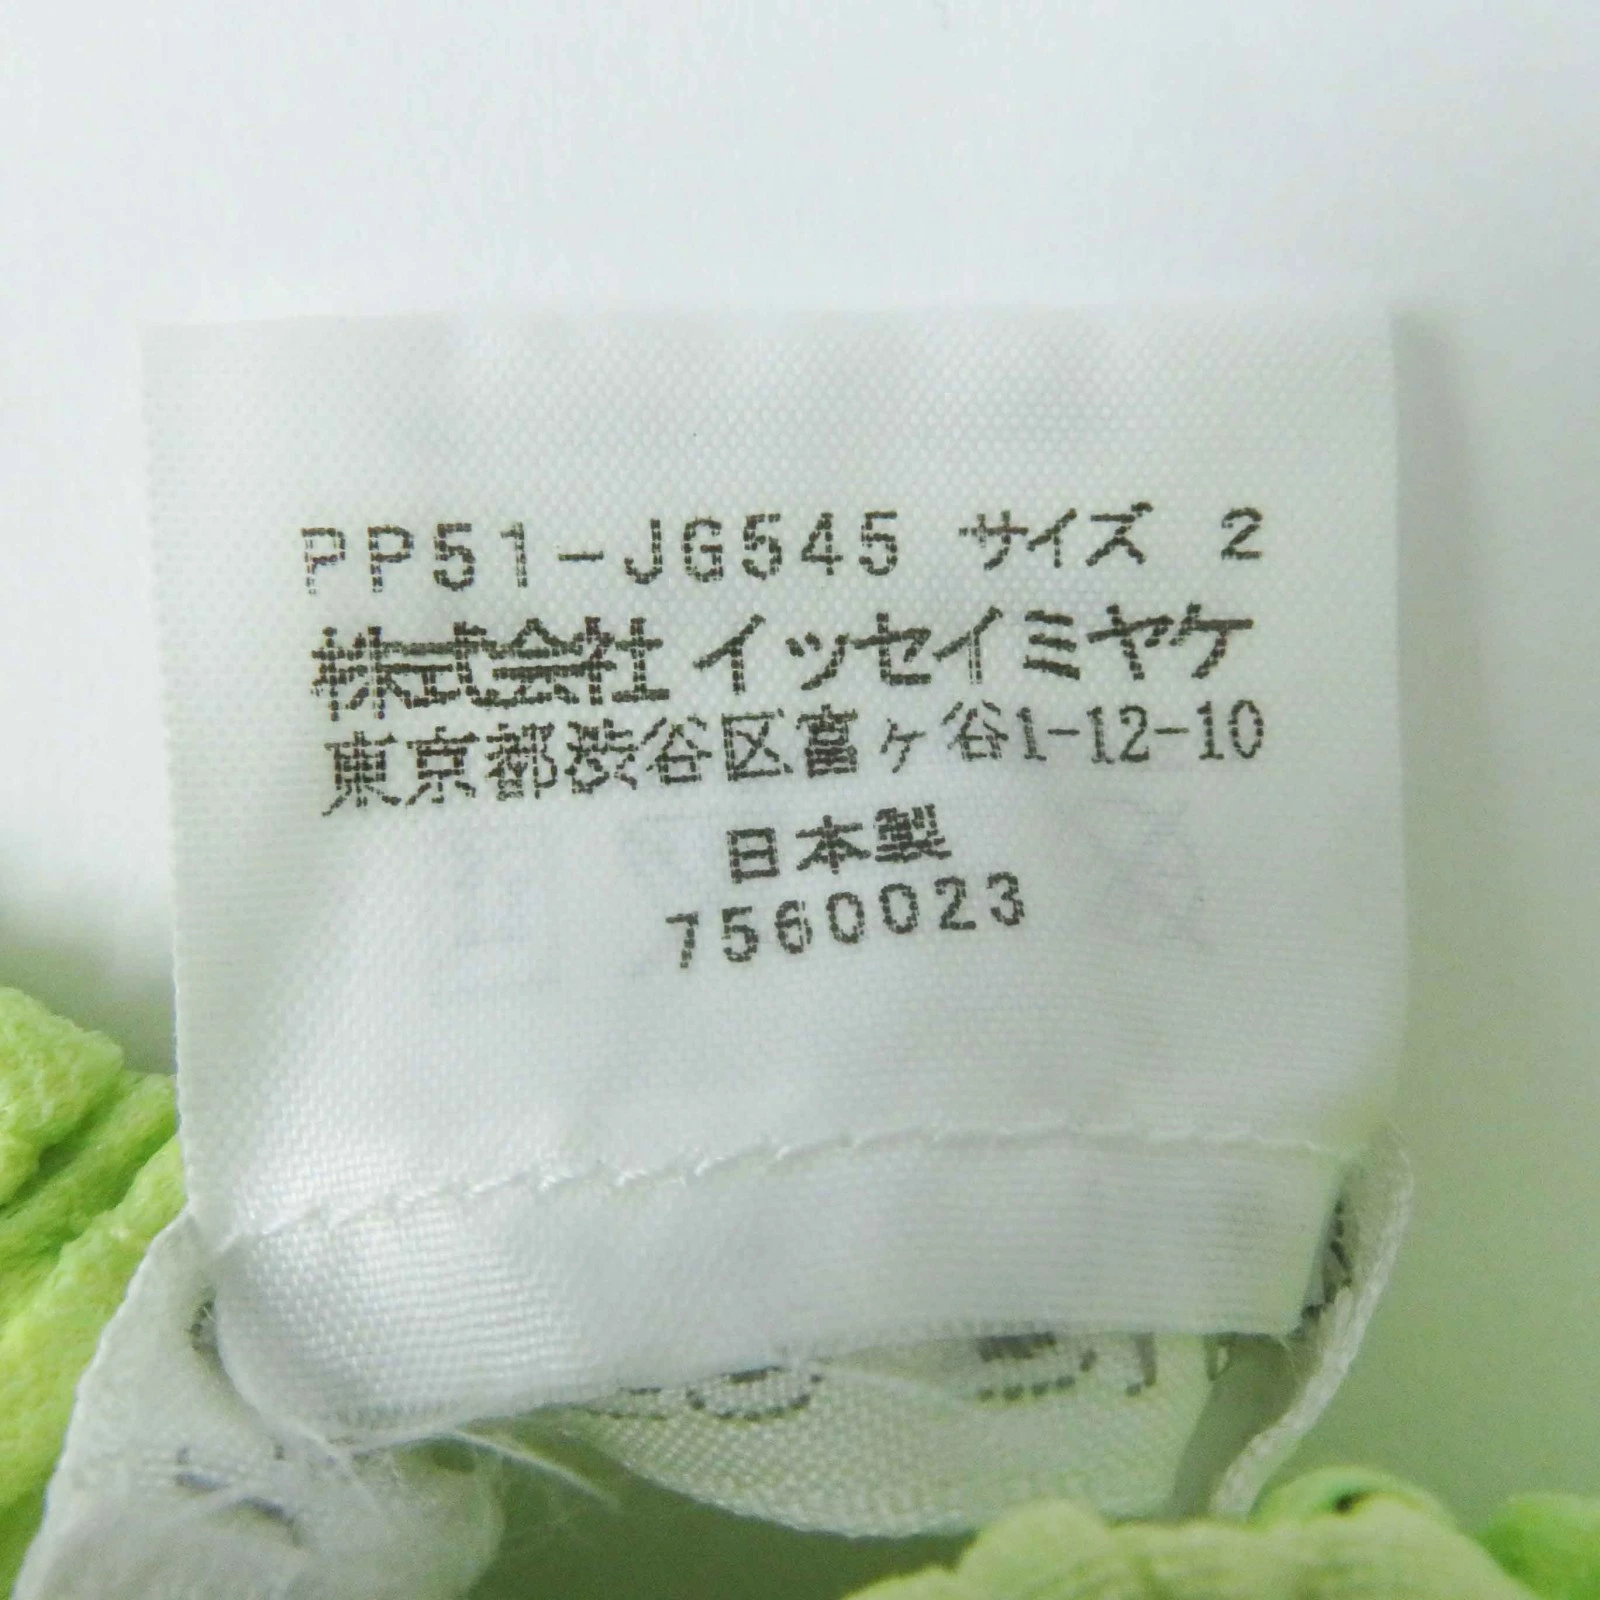 PP51-JG545 サイズ 2
株式会社 イッセイミヤケ
東京都渋谷区富ヶ谷1-12-10
日本製
7560023